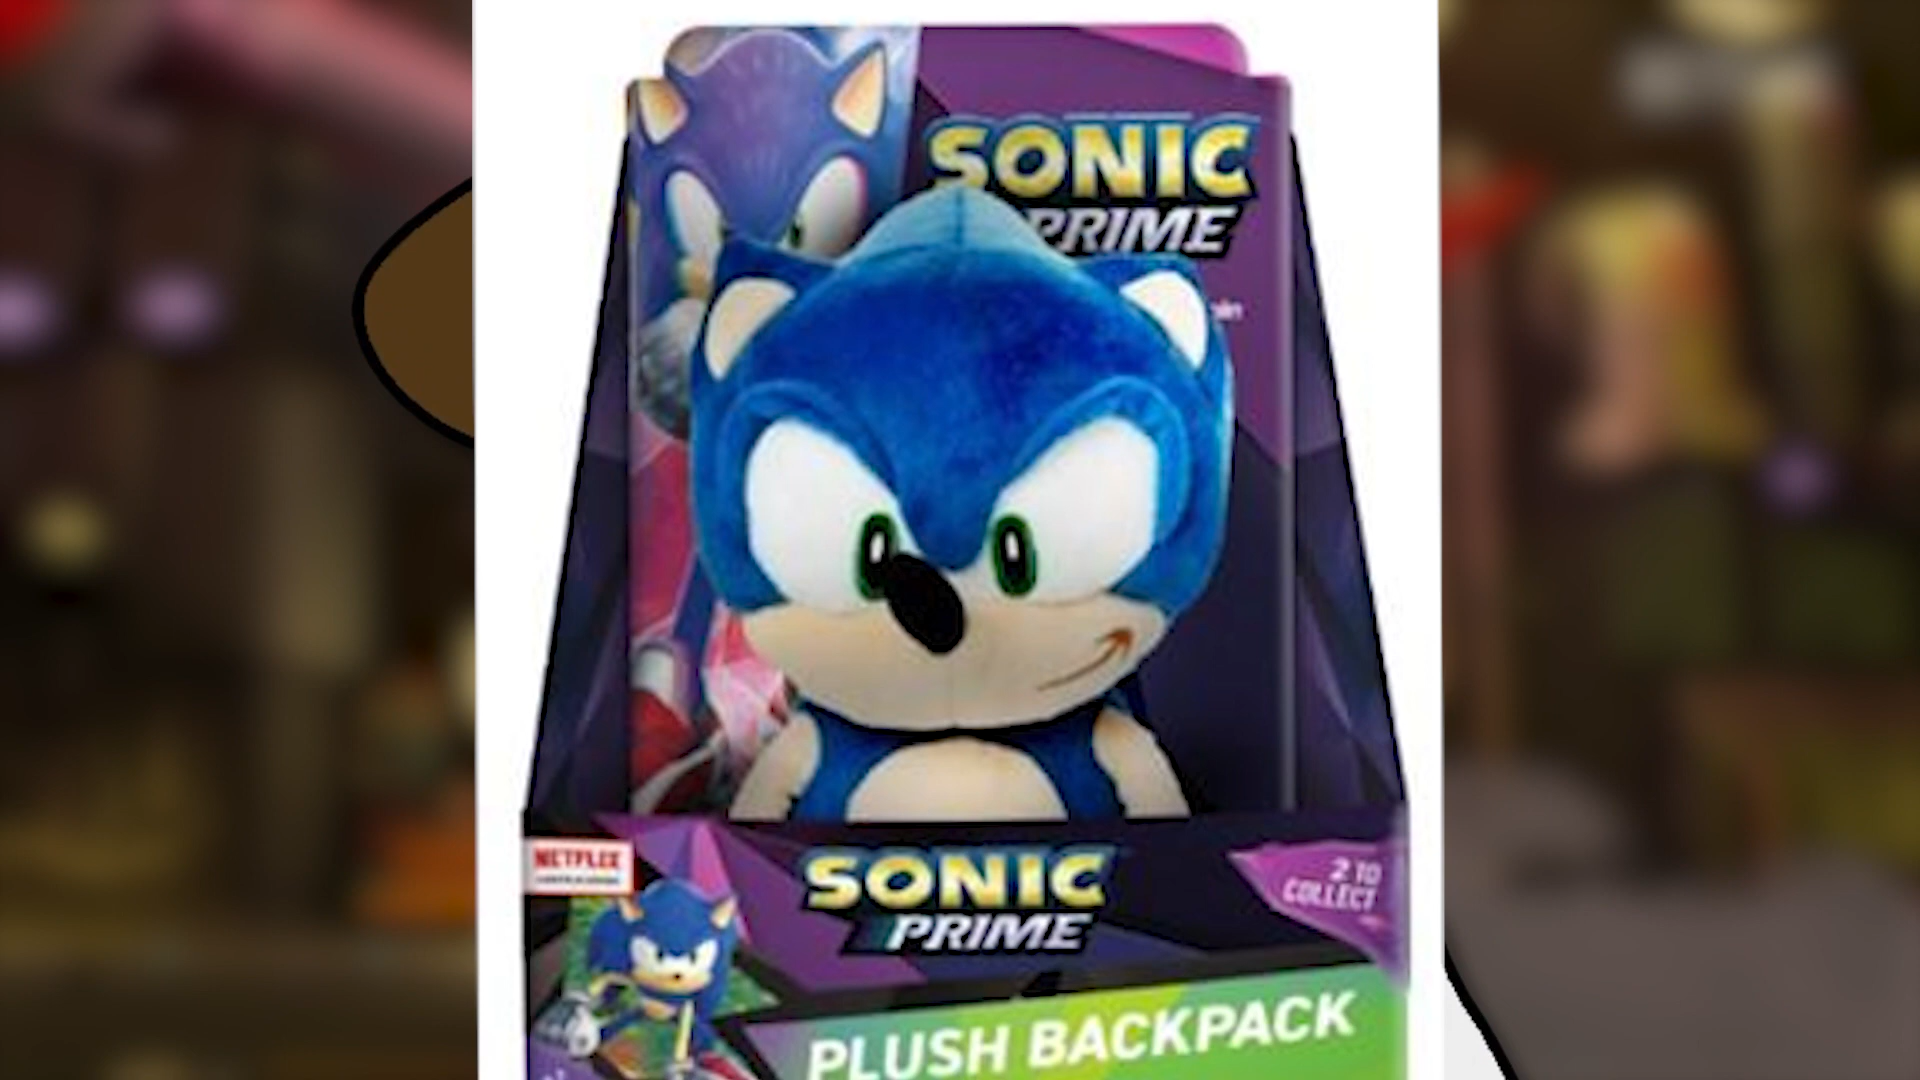 SONIC
PRIME
NETFLIX
SONIC
PRIME
2 TO
COLLECT
PLUSH BACKPACK